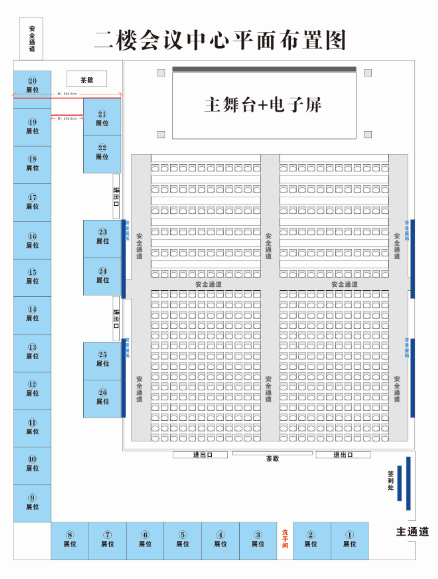 安全通道
二楼会议中心平面布置图
⑳
展位
茶歇
主舞台+电子屏
⑲
展位
㉑
展位
⑱
展位
㉒
展位
⑰
展位
进出口
⑯
展位
㉓
展位
安全通道
安全通道
安全通道
⑮
展位
㉔
展位
安全通道
安全通道
⑭
展位
进出口
⑬
展位
㉕
展位
⑫
展位
㉖
展位
安全通道
安全通道
安全通道
⑪
展位
⑩
展位
进出口
茶歇
进出口
⑨
展位
签到处
⑧
展位
⑦
展位
⑥
展位
⑤
展位
④
展位
③
展位
洗手间
②
展位
①
展位
主通道